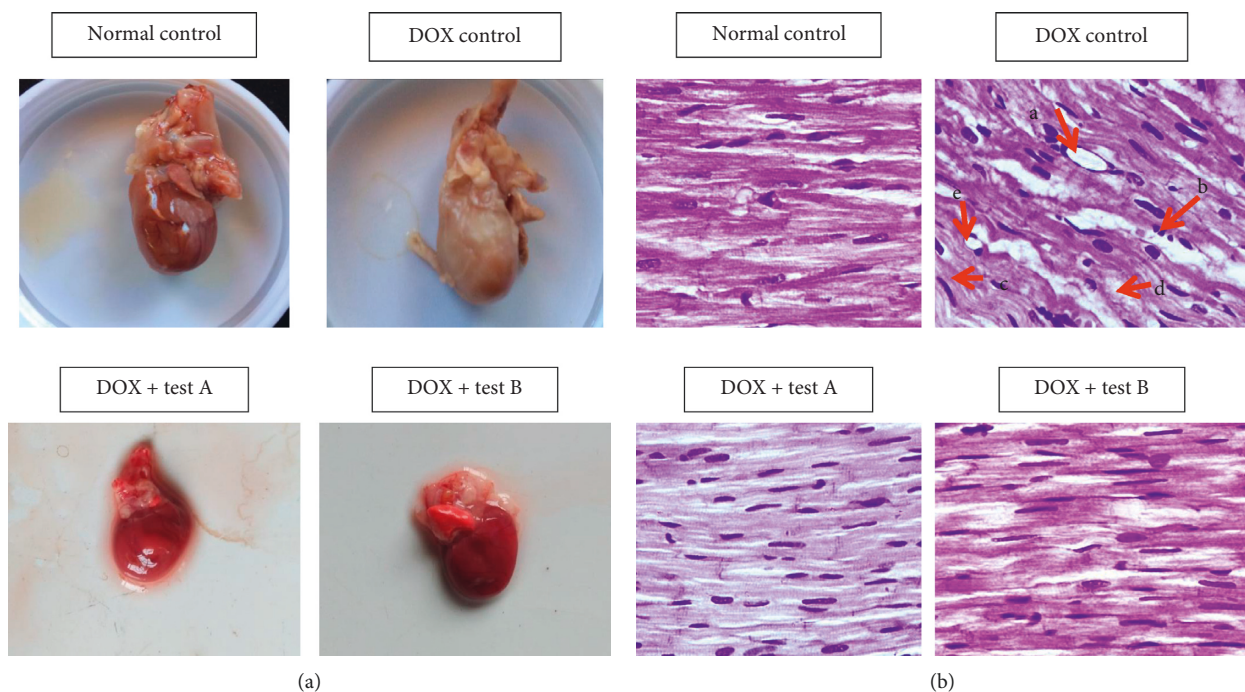 Normal control
DOX control
Normal control
DOX control
a
b
e
c
d
DOX + test A
DOX + test B
DOX + test A
DOX + test B
(a)
(b)